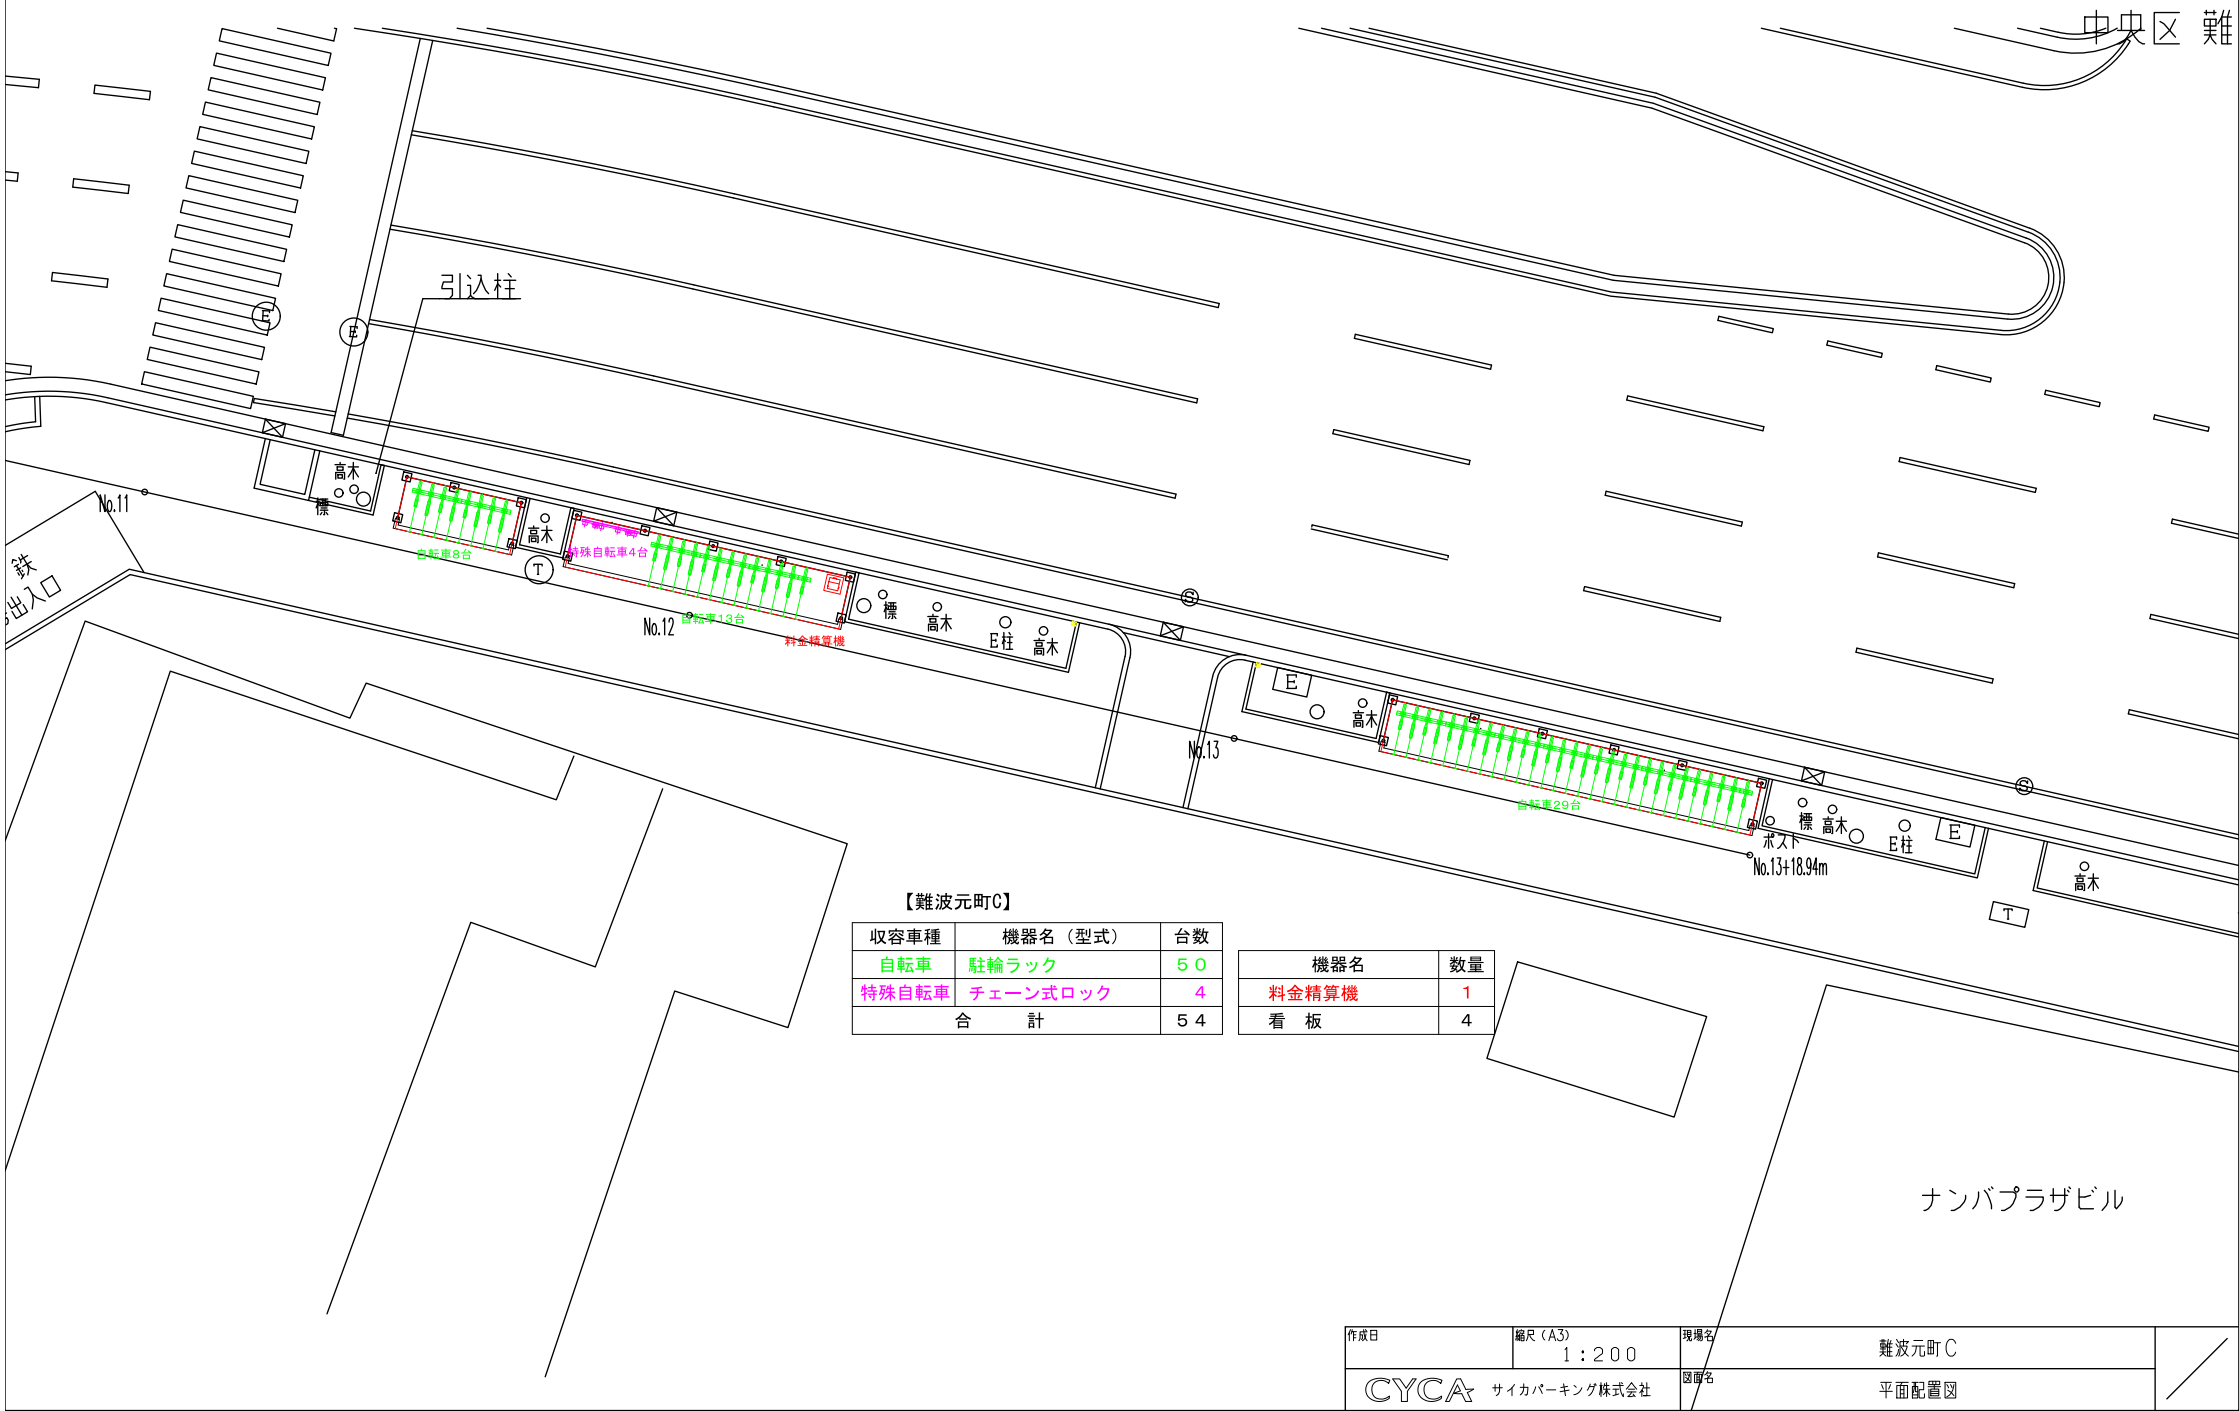 中央区 難
引込柱
E
E
高木
標
No.11
鉄
出入口
自転車8台
高木
T
特殊自転車4台
自転車13台
No.12
料金精算機
標
高木
E柱
高木
S
No.13
E
高木
自転車29台
S
ポスト
標
高木
E柱
E
No.13+18.94m
T
高木
【難波元町C】
収容車種 機器名（型式） 台数
自転車 駐輪ラック 50
特殊自転車 チェーン式ロック 4
合 計 54
機器名 数量
料金精算機 1
看 板 4
ナンバプラザビル
作成日 縮尺（A3） 1:200 現場名 難波元町C
CYCA サイカパーキング株式会社 図面名 平面配置図